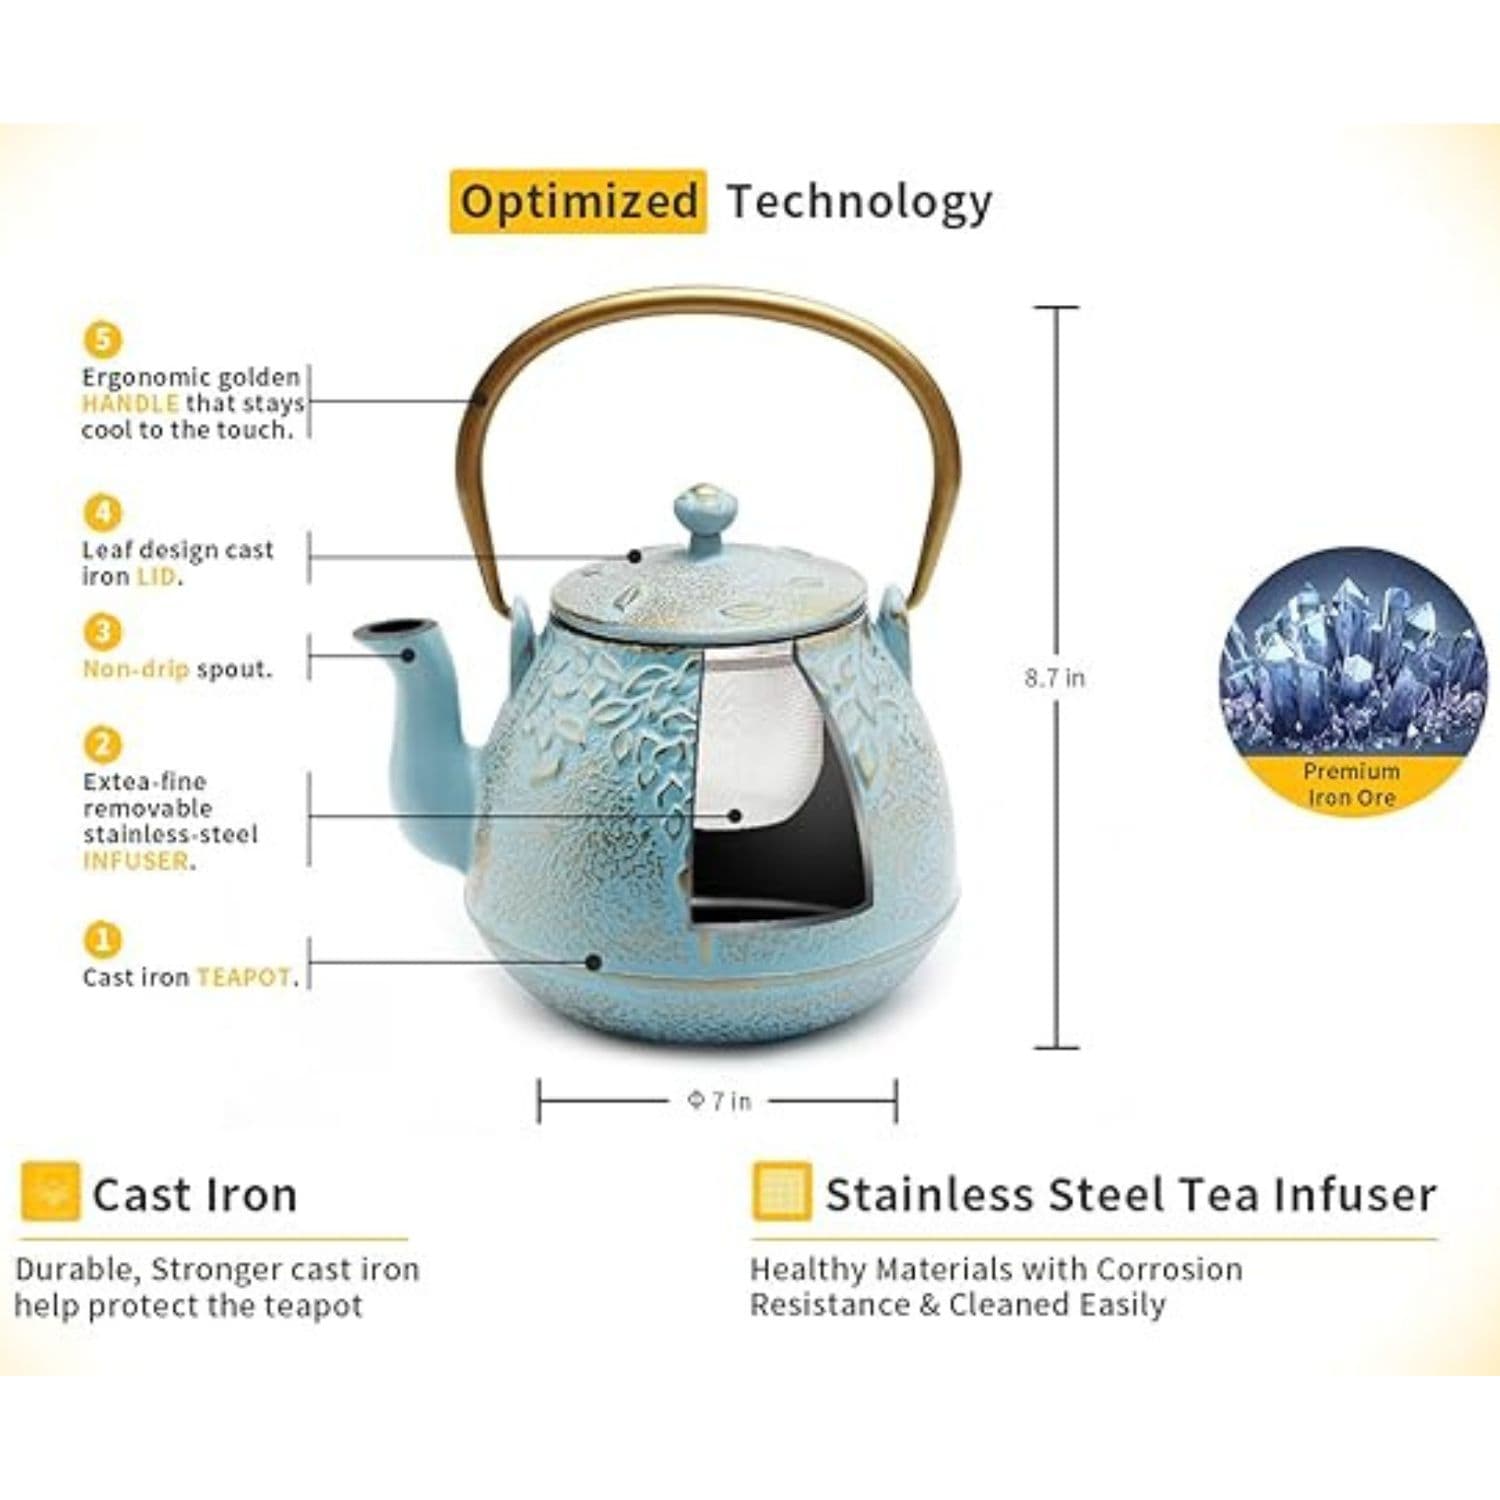 Optimized Technology
5
Ergonomic golden
HANDLE that stays
cool to the touch.
4
Leaf design cast
iron LID.
3
Non-drip spout.
2
Extea-fine
removable
stainless-steel
INFUSER.
1
Cast iron TEAPOT.
8.7 in
Φ 7 in
Premium
Iron Ore
Cast Iron
Durable, Stronger cast iron
help protect the teapot
Stainless Steel Tea Infuser
Healthy Materials with Corrosion
Resistance & Cleaned Easily